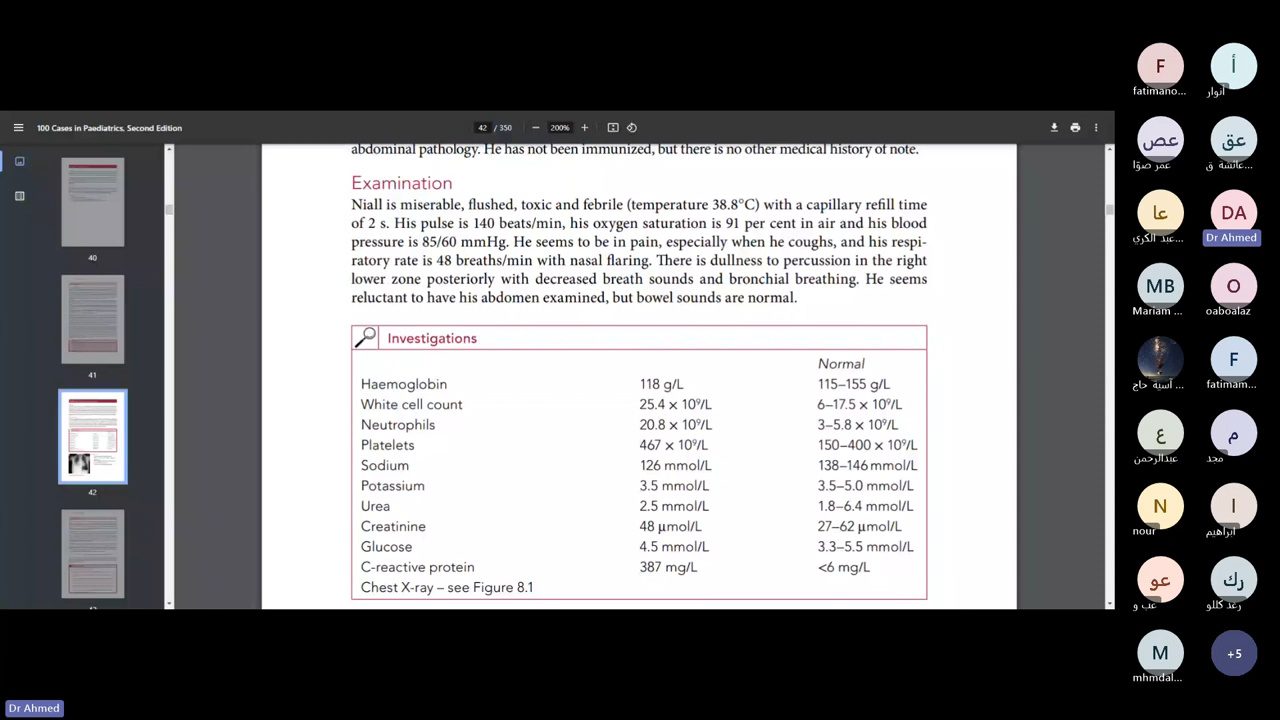 100 Cases in Paediatrics, Second Edition
42 / 350
200%
40
41
42
abdominal pathology. He has not been immunized, but there is no other medical history of note.
Examination
Niall is miserable, flushed, toxic and febrile (temperature 38.8°C) with a capillary refill time
of 2 s. His pulse is 140 beats/min, his oxygen saturation is 91 per cent in air and his blood
pressure is 85/60 mmHg. He seems to be in pain, especially when he coughs, and his respi-
ratory rate is 48 breaths/min with nasal flaring. There is dullness to percussion in the right
lower zone posteriorly with decreased breath sounds and bronchial breathing. He seems
reluctant to have his abdomen examined, but bowel sounds are normal.
Investigations
Normal
Haemoglobin 118 g/L 115–155 g/L
White cell count 25.4 × 10⁹/L 6–17.5 × 10⁹/L
Neutrophils 20.8 × 10⁹/L 3–5.8 × 10⁹/L
Platelets 467 × 10⁹/L 150–400 × 10⁹/L
Sodium 126 mmol/L 138–146 mmol/L
Potassium 3.5 mmol/L 3.5–5.0 mmol/L
Urea 2.5 mmol/L 1.8–6.4 mmol/L
Creatinine 48 μmol/L 27–62 μmol/L
Glucose 4.5 mmol/L 3.3–5.5 mmol/L
C-reactive protein 387 mg/L <6 mg/L
Chest X-ray – see Figure 8.1
F أ
fatimano... أنوار
عص عق
عمر صوّا عائشة ق...
عا DA
عبد الكري... Dr Ahmed
MB O
Mariam ... oaboalaz
F
آسية حاج ... fatimam...
ع م
عبدالرحمن مجد
N ا
nour ابراهيم
عو رك
عب و رغد كللو
M +5
mhmdal...
Dr Ahmed